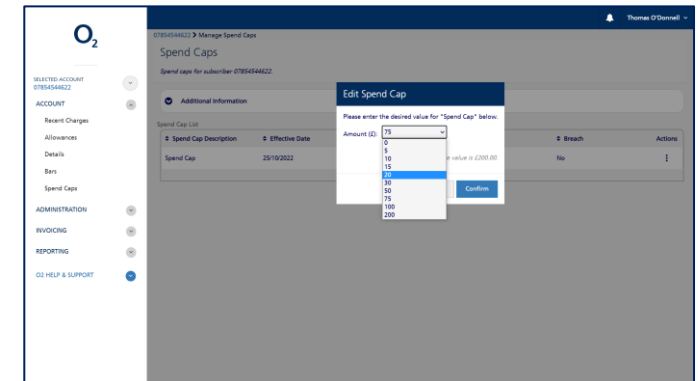 O2
Thomas O'Donnell
07854544622 > Manage Spend Caps
Spend Caps
Spend caps for subscriber 07854544622.
SELECTED ACCOUNT
07854544622
ACCOUNT
Recent Charges
Allowances
Details
Bars
Spend Caps
ADMINISTRATION
INVOICING
REPORTING
O2 HELP & SUPPORT
Additional Information
Spend Cap List
Spend Cap Description Effective Date Breach Actions
Spend Cap 25/10/2022 No
Edit Spend Cap
Please enter the desired value for "Spend Cap" below.
Amount (£): 75
0
5
10
15
20
30
50
75
100
200
value is £200.00
Confirm